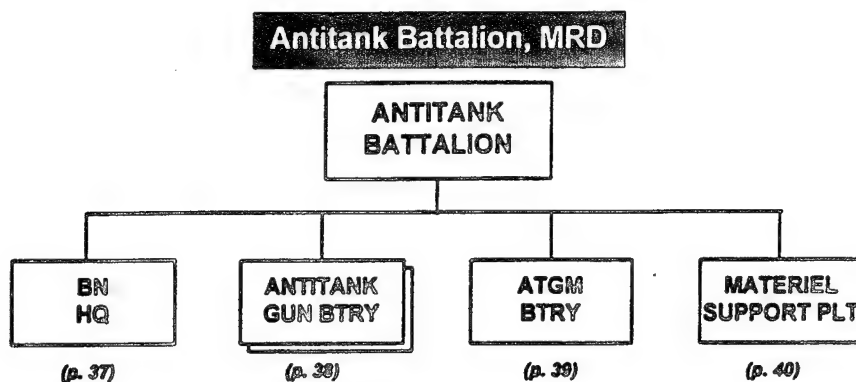 Antitank Battalion, MRD
ANTITANK
BATTALION
BN
HQ
ANTITANK
GUN BTRY
ATGM
BTRY
MATERIEL
SUPPORT PLT
(p. 37)
(p. 38)
(p. 39)
(p. 40)